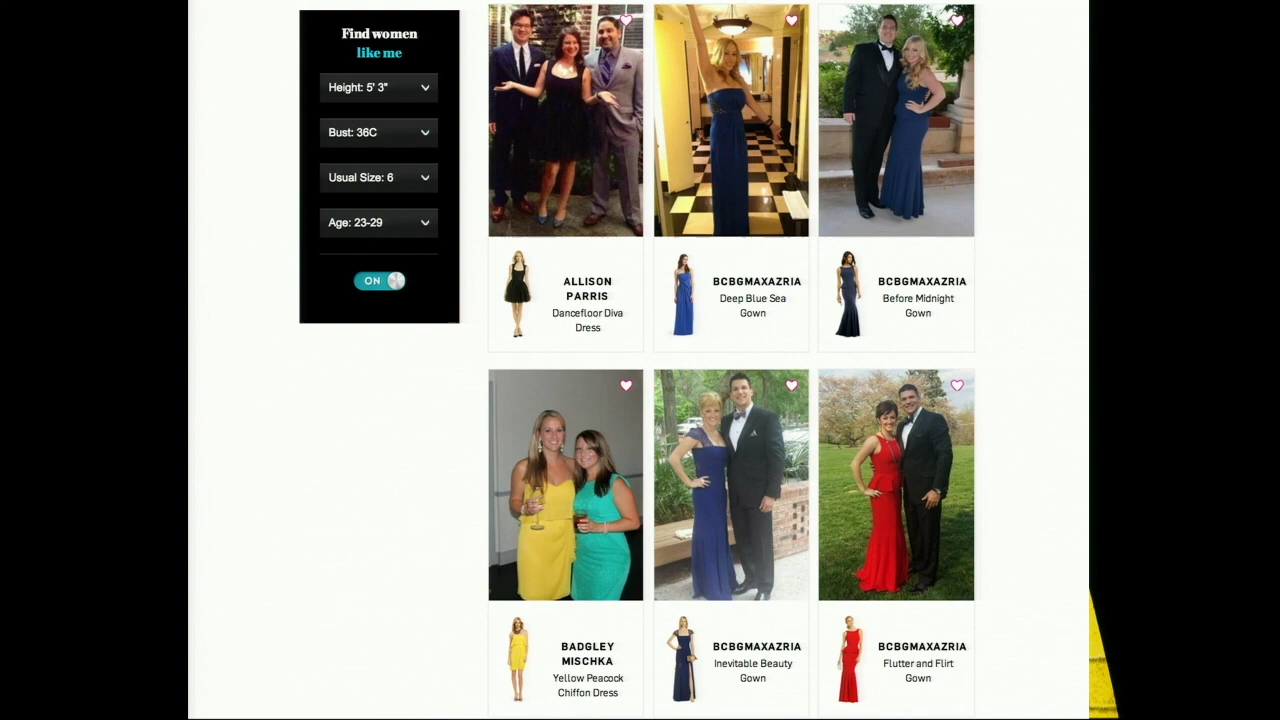 Find women
like me
Height: 5' 3"
Bust: 36C
Usual Size: 6
Age: 23-29
ON
ALLISON
PARRIS
Dancefloor Diva
Dress
BCBGMAXAZRIA
Deep Blue Sea
Gown
BCBGMAXAZRIA
Before Midnight
Gown
BADGLEY
MISCHKA
Yellow Peacock
Chiffon Dress
BCBGMAXAZRIA
Inevitable Beauty
Gown
BCBGMAXAZRIA
Flutter and Flirt
Gown